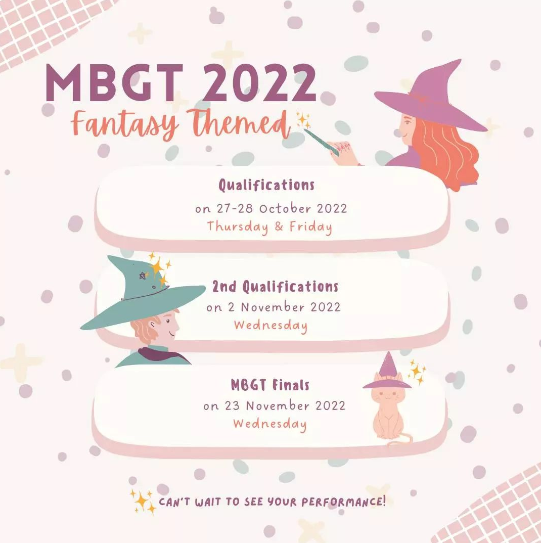 MBGT 2022
Fantasy Themed
Qualifications
on 27-28 October 2022
Thursday & Friday
2nd Qualifications
on 2 November 2022
Wednesday
MBGT Finals
on 23 November 2022
Wednesday
CAN'T WAIT TO SEE YOUR PERFORMANCE!